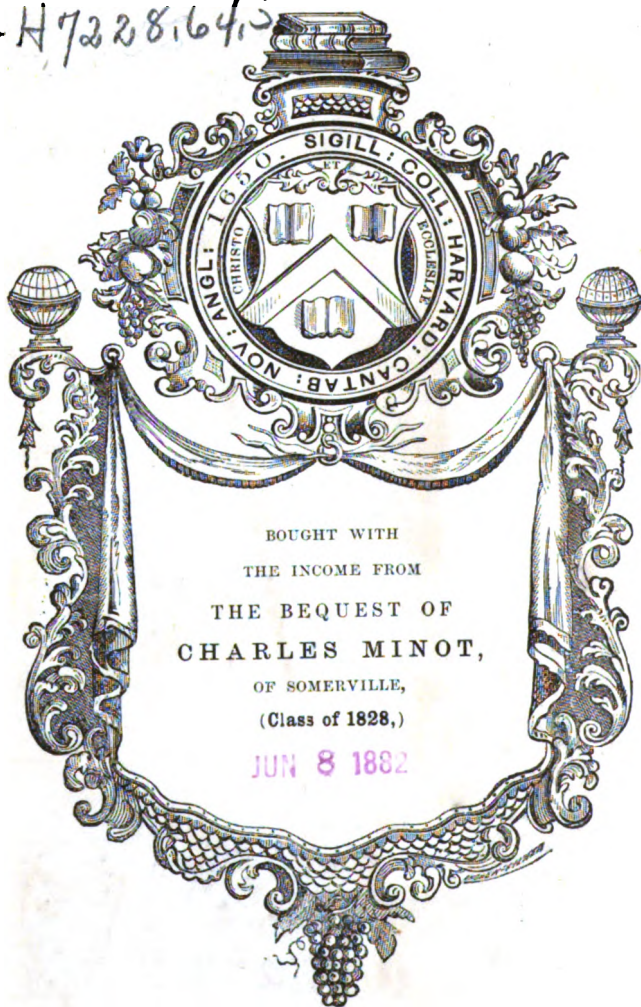 H7228.64.5
SIGILL: COLL: HARVARD: CANTAB: NOV: ANGL: 1650.
ET
CHRISTO
ECCLESIAE
BOUGHT WITH
THE INCOME FROM
THE BEQUEST OF
CHARLES MINOT,
OF SOMERVILLE,
(Class of 1828,)
JUN 8 1882